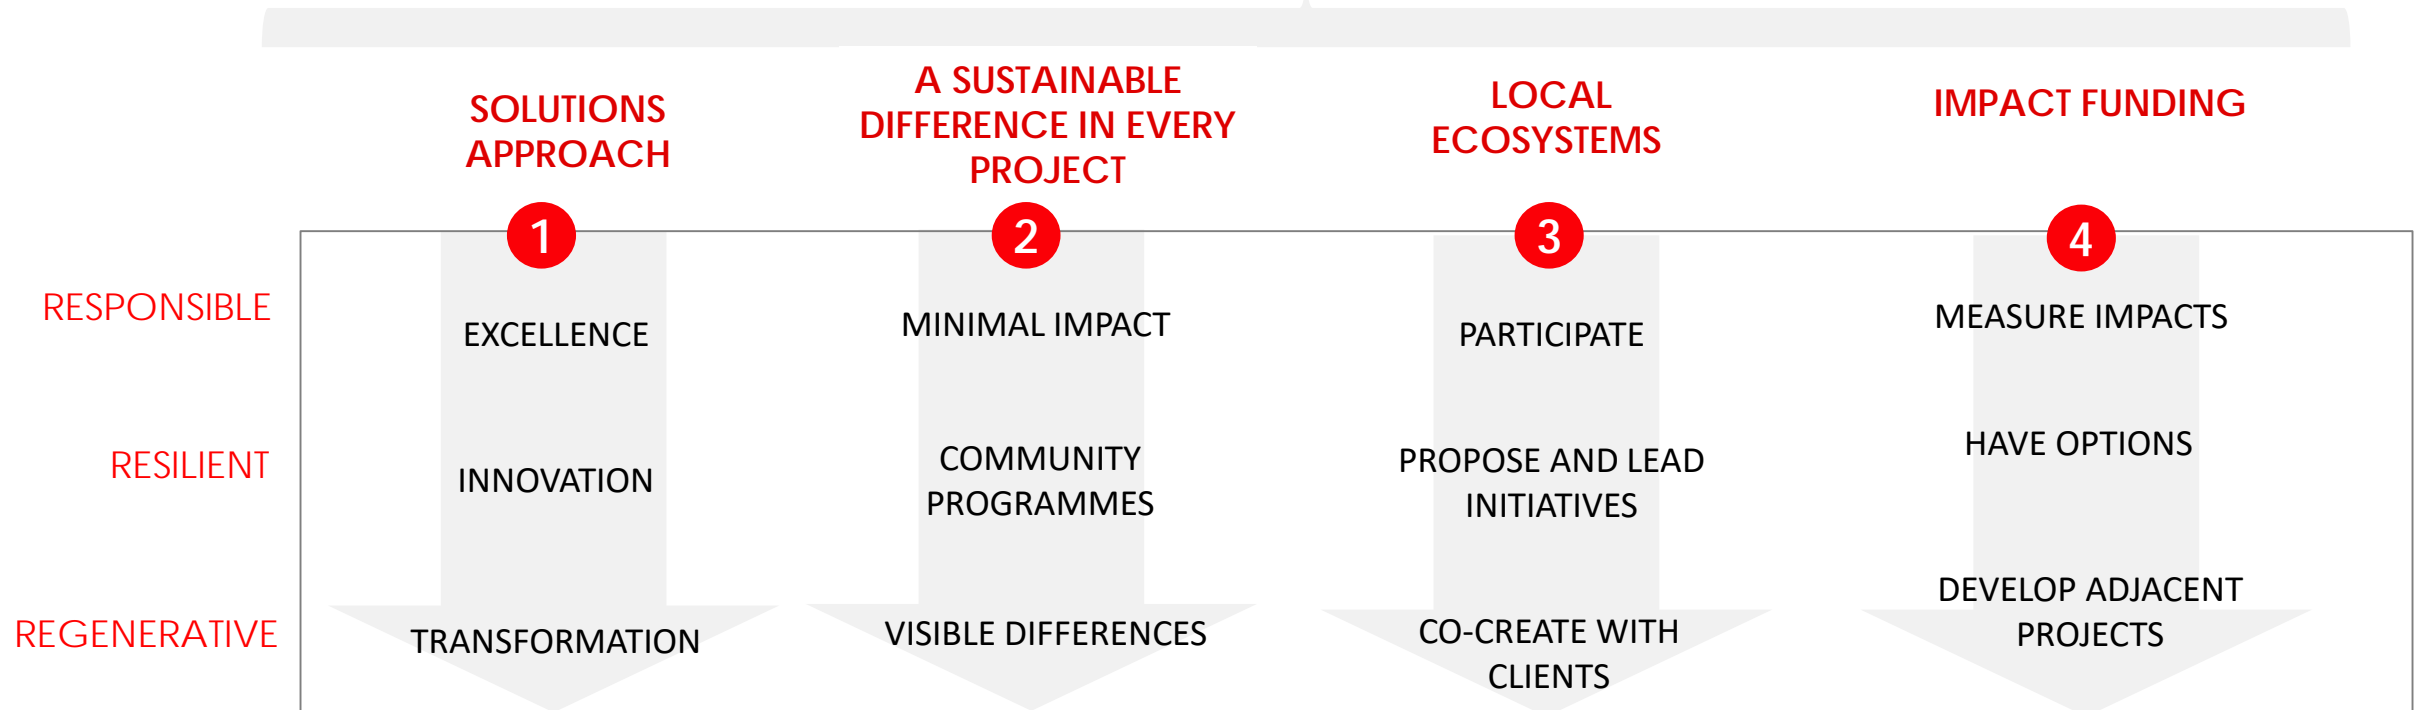 SOLUTIONS
APPROACH
A SUSTAINABLE
DIFFERENCE IN EVERY
PROJECT
LOCAL
ECOSYSTEMS
IMPACT FUNDING
1
2
3
4
RESPONSIBLE
EXCELLENCE
MINIMAL IMPACT
PARTICIPATE
MEASURE IMPACTS
RESILIENT
INNOVATION
COMMUNITY
PROGRAMMES
PROPOSE AND LEAD
INITIATIVES
HAVE OPTIONS
REGENERATIVE
TRANSFORMATION
VISIBLE DIFFERENCES
CO-CREATE WITH
CLIENTS
DEVELOP ADJACENT
PROJECTS